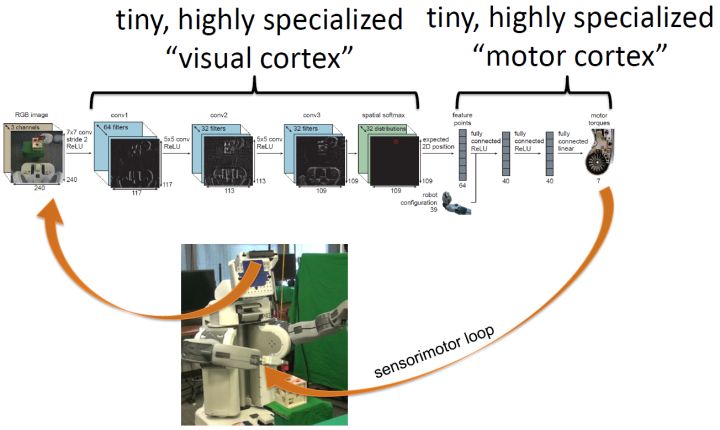 tiny, highly specialized
“visual cortex”
tiny, highly specialized
“motor cortex”
RGB image
3 channels
240
240
7x7 conv
stride 2
ReLU
conv1
64 filters
117
117
5x5 conv
ReLU
conv2
32 filters
113
113
5x5 conv
ReLU
conv3
32 filters
109
109
spatial softmax
32 distributions
109
109
expected
2D position
feature
points
64
robot
configuration
39
fully
connected
ReLU
40
fully
connected
ReLU
40
fully
connected
linear
motor
torques
7
sensorimotor loop